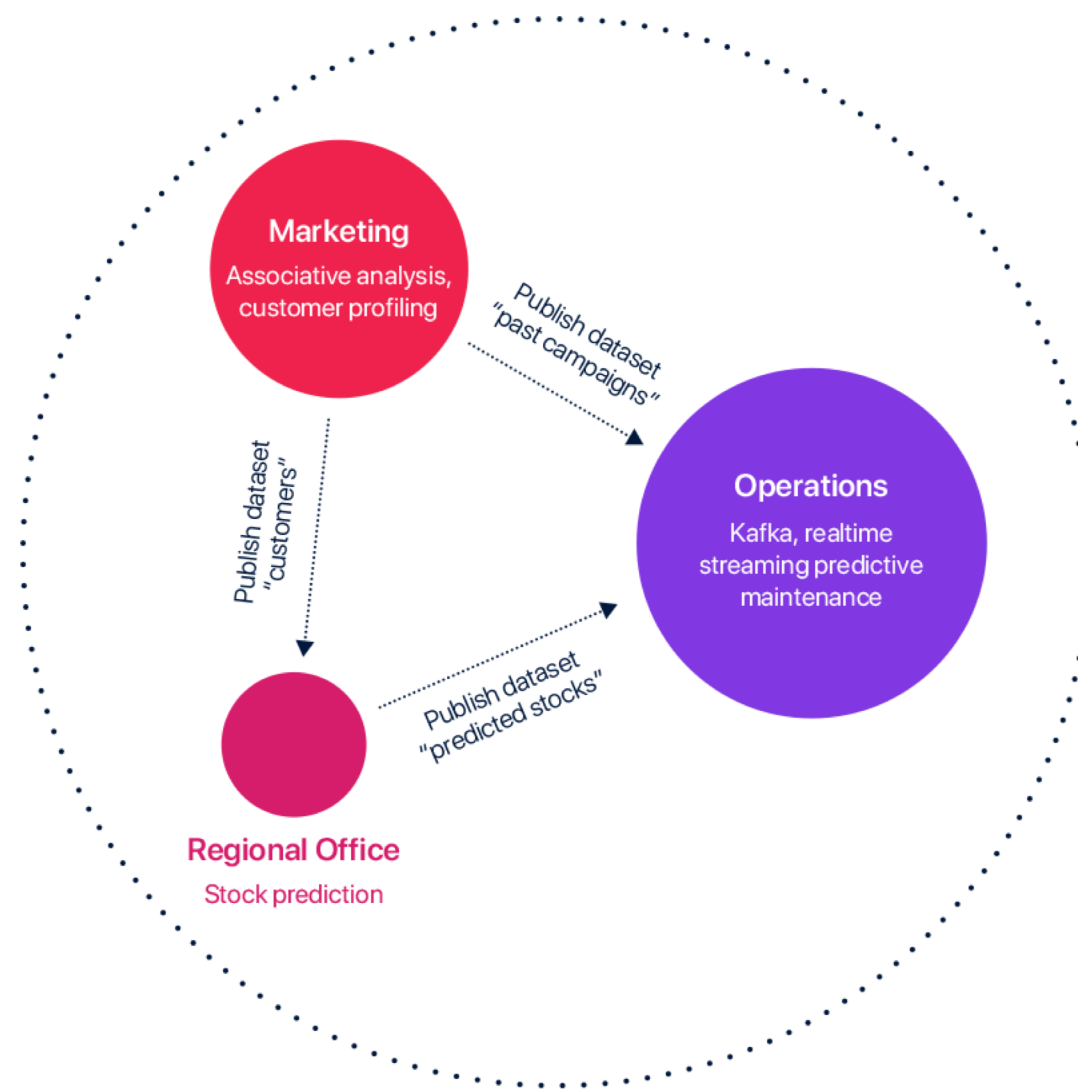 Marketing
Associative analysis,
customer profiling
Publish dataset
“past campaigns”
Operations
Kafka, realtime
streaming predictive
maintenance
Publish dataset
“customers”
Publish dataset
“predicted stocks”
Regional Office
Stock prediction